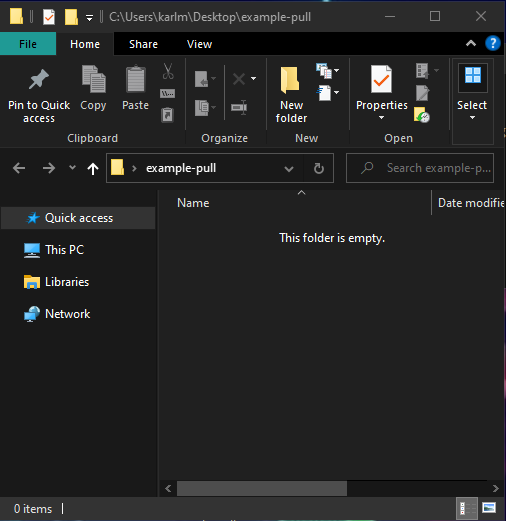 C:\Users\karlm\Desktop\example-pull
File Home Share View
Pin to Quick access
Copy
Paste
New folder
Properties
Select
Clipboard Organize New Open
example-pull
Search example-p...
Quick access
This PC
Libraries
Network
Name Date modifie
This folder is empty.
0 items